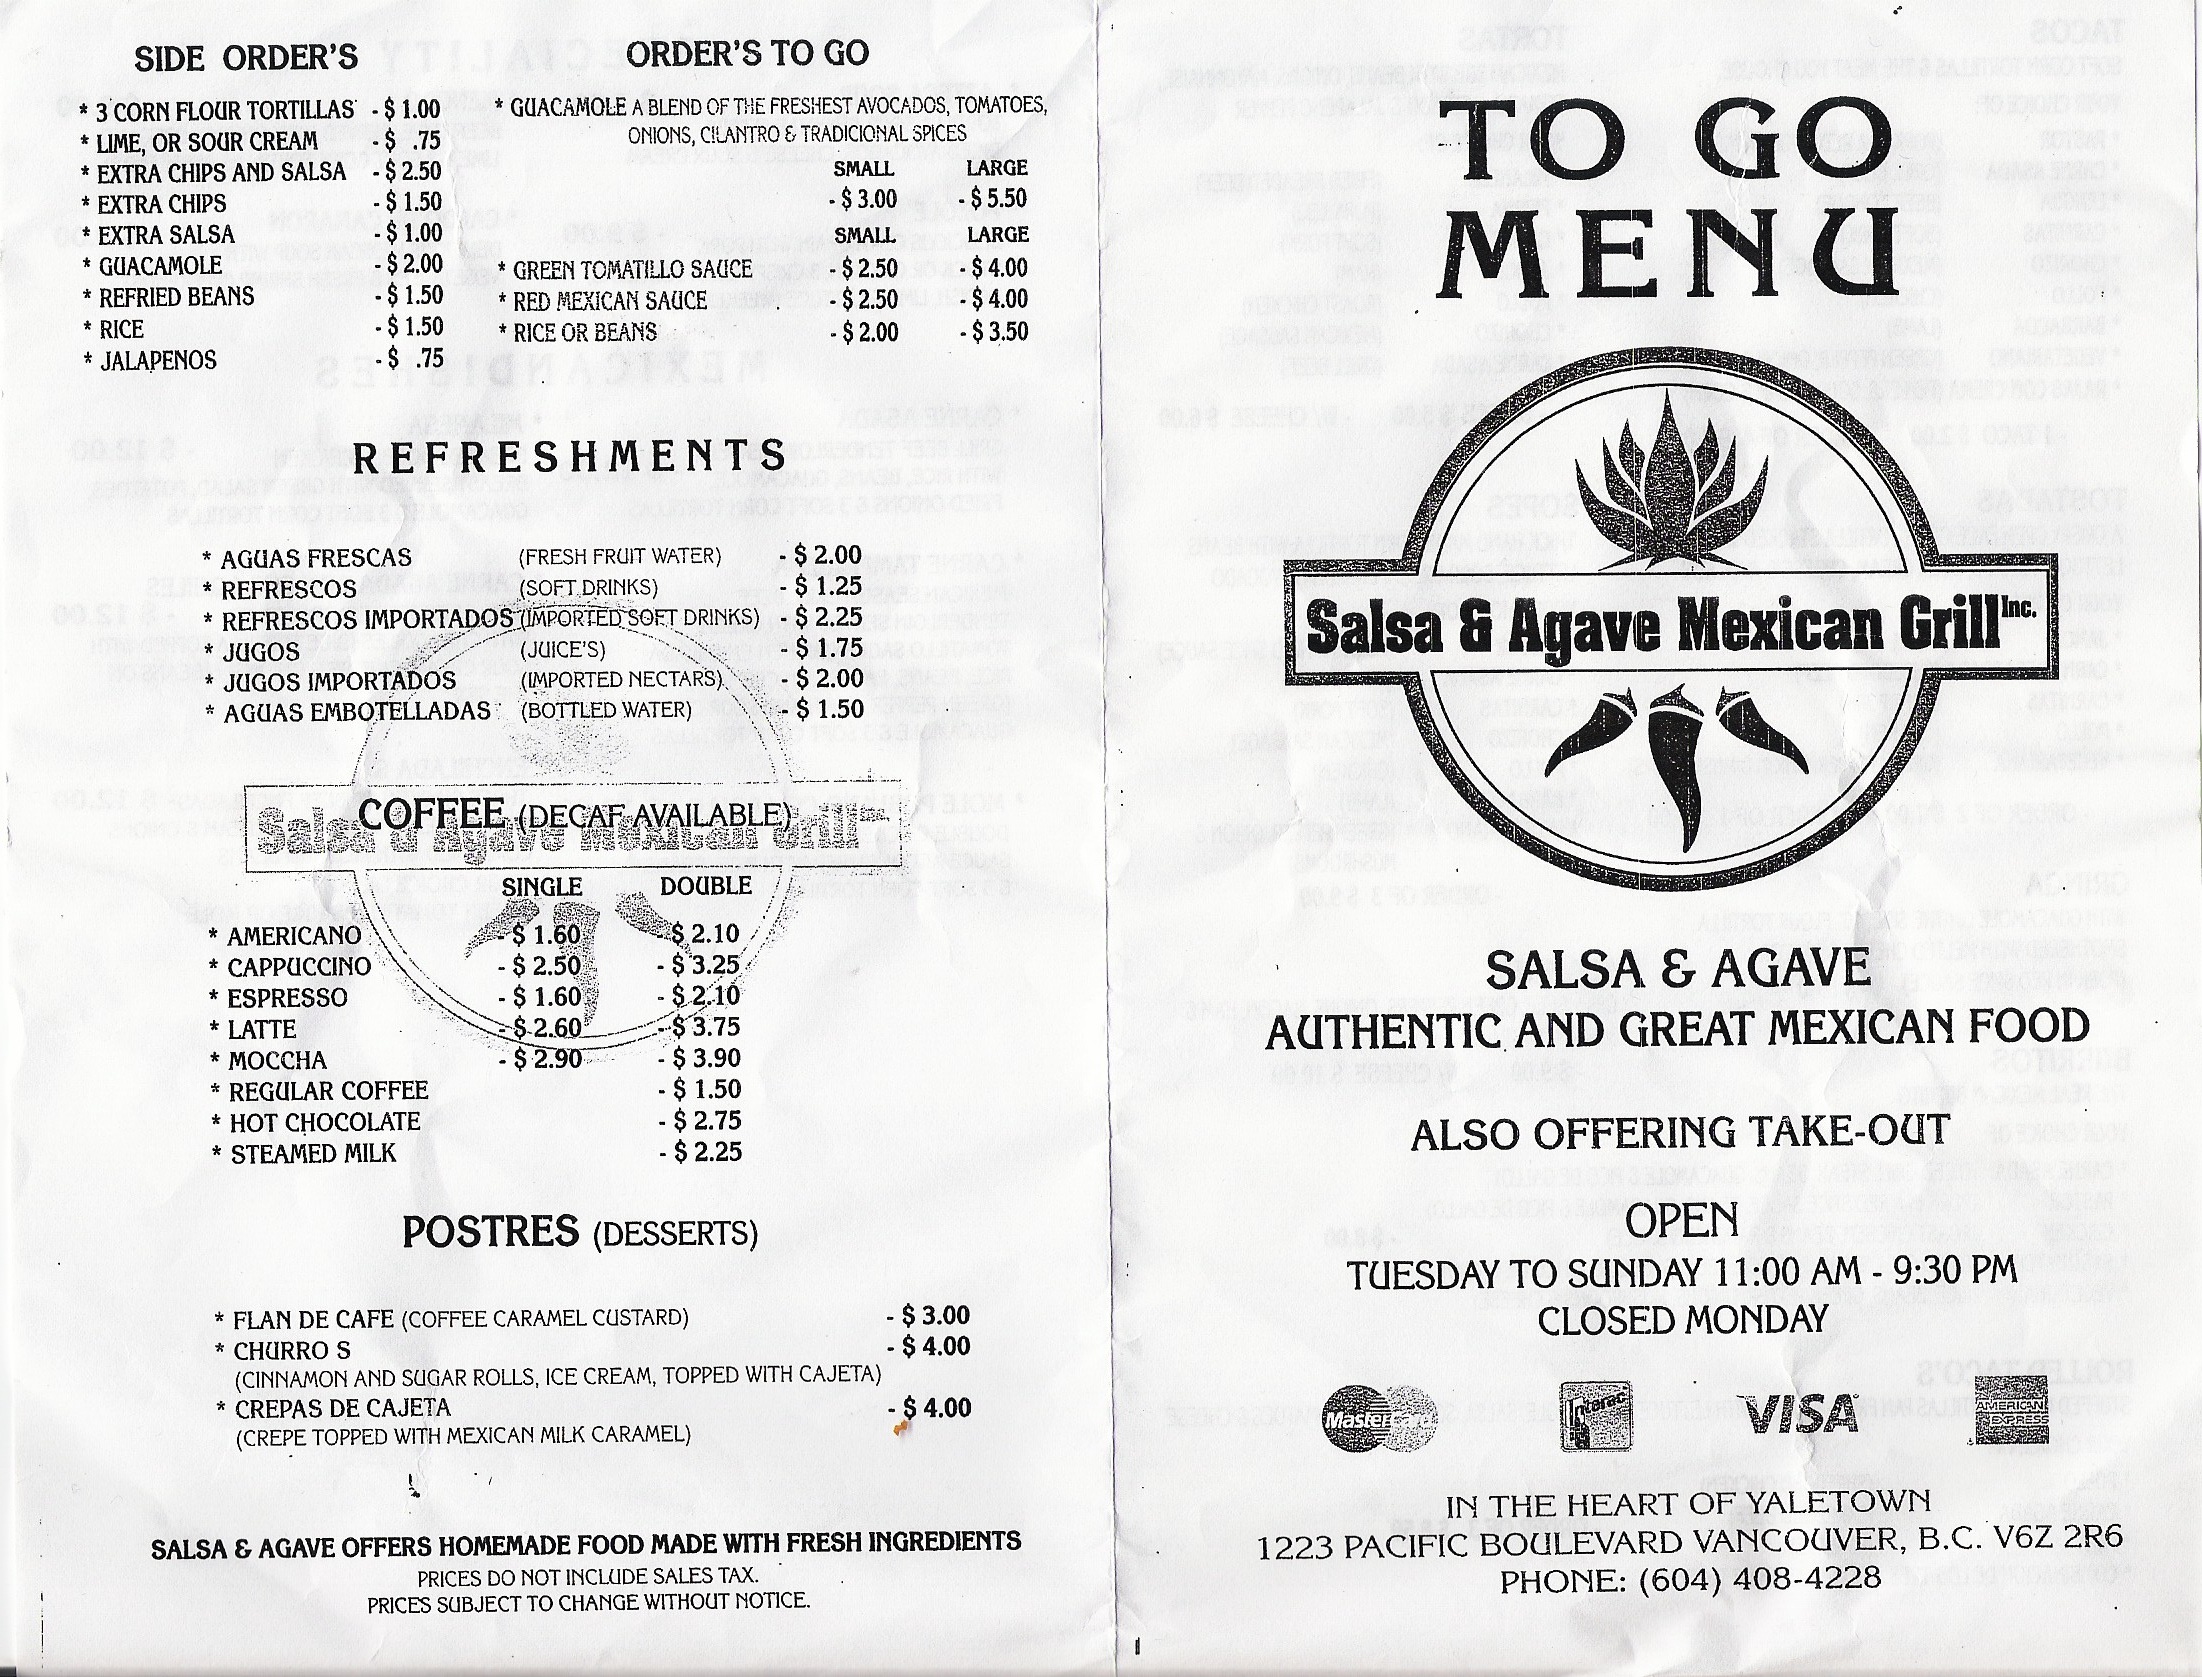 SIDE ORDER'S
* 3 CORN FLOUR TORTILLAS - $ 1.00
* LIME, OR SOUR CREAM - $ .75
* EXTRA CHIPS AND SALSA - $ 2.50
* EXTRA CHIPS - $ 1.50
* EXTRA SALSA - $ 1.00
* GUACAMOLE - $ 2.00
* REFRIED BEANS - $ 1.50
* RICE - $ 1.50
* JALAPENOS - $ .75
ORDER'S TO GO
* GUACAMOLE A BLEND OF THE FRESHEST AVOCADOS, TOMATOES,
ONIONS, CILANTRO & TRADICIONAL SPICES
SMALL LARGE
- $ 3.00 - $ 5.50
SMALL LARGE
* GREEN TOMATILLO SAUCE - $ 2.50 - $ 4.00
* RED MEXICAN SAUCE - $ 2.50 - $ 4.00
* RICE OR BEANS - $ 2.00 - $ 3.50
REFRESHMENTS
* AGUAS FRESCAS (FRESH FRUIT WATER) - $ 2.00
* REFRESCOS (SOFT DRINKS) - $ 1.25
* REFRESCOS IMPORTADOS (IMPORTED SOFT DRINKS) - $ 2.25
* JUGOS (JUICE'S) - $ 1.75
* JUGOS IMPORTADOS (IMPORTED NECTARS) - $ 2.00
* AGUAS EMBOTELLADAS (BOTTLED WATER) - $ 1.50
COFFEE (DECAF AVAILABLE)
Salsa & Agave Mexican Grill
SINGLE DOUBLE
* AMERICANO - $ 1.60 - $ 2.10
* CAPPUCCINO - $ 2.50 - $ 3.25
* ESPRESSO - $ 1.60 - $ 2.10
* LATTE - $ 2.60 - $ 3.75
* MOCCHA - $ 2.90 - $ 3.90
* REGULAR COFFEE - $ 1.50
* HOT CHOCOLATE - $ 2.75
* STEAMED MILK - $ 2.25
POSTRES (DESSERTS)
* FLAN DE CAFE (COFFEE CARAMEL CUSTARD) - $ 3.00
* CHURRO S - $ 4.00
(CINNAMON AND SUGAR ROLLS, ICE CREAM, TOPPED WITH CAJETA)
* CREPAS DE CAJETA - $ 4.00
(CREPE TOPPED WITH MEXICAN MILK CARAMEL)
SALSA & AGAVE OFFERS HOMEMADE FOOD MADE WITH FRESH INGREDIENTS
PRICES DO NOT INCLUDE SALES TAX.
PRICES SUBJECT TO CHANGE WITHOUT NOTICE.
TO GO
MENU
Salsa & Agave Mexican Grill Inc.
SALSA & AGAVE
AUTHENTIC AND GREAT MEXICAN FOOD
ALSO OFFERING TAKE-OUT
OPEN
TUESDAY TO SUNDAY 11:00 AM - 9:30 PM
CLOSED MONDAY
MasterCard Interac VISA AMERICAN EXPRESS
IN THE HEART OF YALETOWN
1223 PACIFIC BOULEVARD VANCOUVER, B.C. V6Z 2R6
PHONE: (604) 408-4228